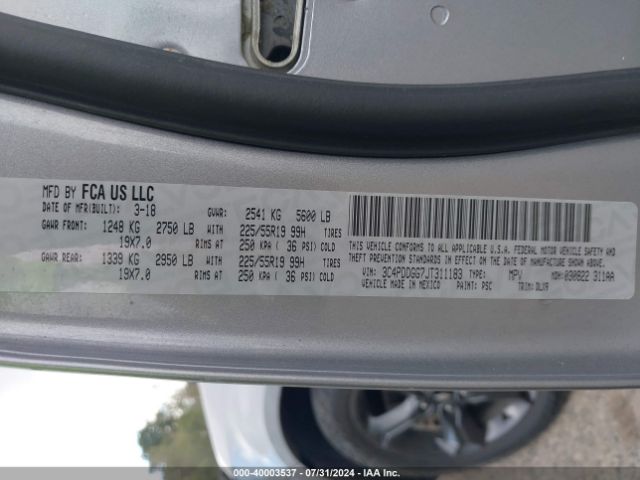 MFD BY FCA US LLC
DATE OF MFR(BUILT): 3-18 GVWR: 2541 KG 5600 LB
GAWR FRONT: 1248 KG 2750 LB WITH 225/55R19 99H TIRES
19X7.0 RIMS AT 250 KPA ( 36 PSI) COLD
GAWR REAR: 1339 KG 2950 LB WITH 225/55R19 99H TIRES
19X7.0 RIMS AT 250 KPA ( 36 PSI) COLD
THIS VEHICLE CONFORMS TO ALL APPLICABLE U.S.A. FEDERAL MOTOR VEHICLE SAFETY AND
THEFT PREVENTION STANDARDS IN EFFECT ON THE DATE OF MANUFACTURE SHOWN ABOVE.
VIN: 3C4PDDGG7JT311183 TYPE: MPV MDH: 030622 311AA
VEHICLE MADE IN MEXICO PAINT: PSC TRIM: DLX9
000-40003537 - 07/31/2024 - IAA Inc.